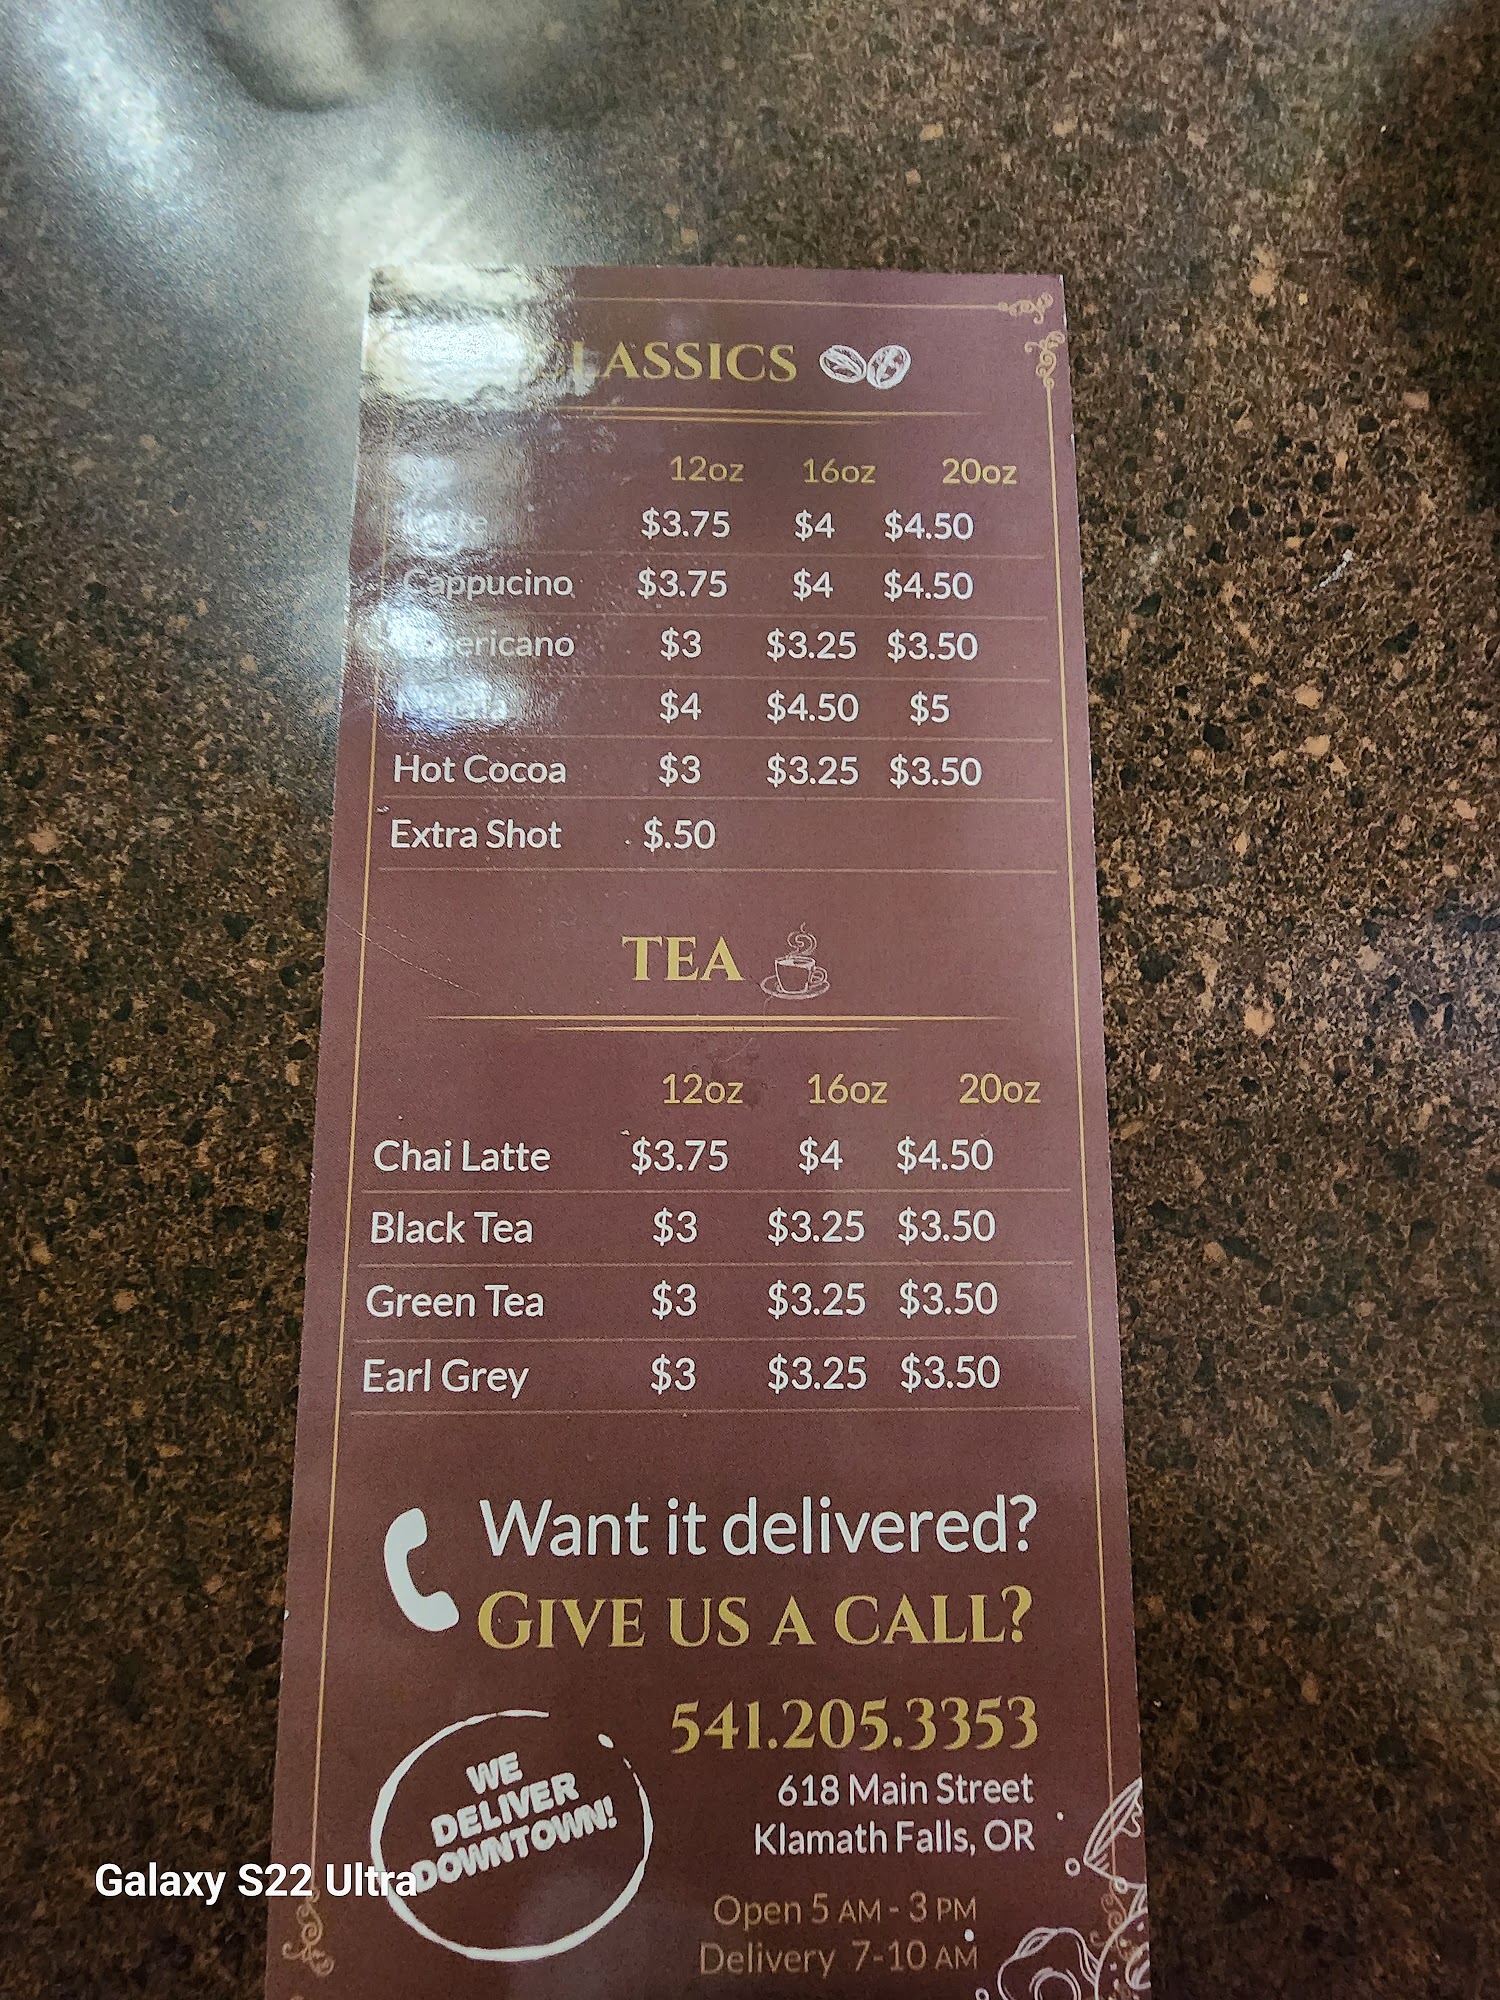 CLASSICS
12oz 16oz 20oz
Latte $3.75 $4 $4.50
Cappucino $3.75 $4 $4.50
Americano $3 $3.25 $3.50
Mocha $4 $4.50 $5
Hot Cocoa $3 $3.25 $3.50
Extra Shot $.50
TEA
12oz 16oz 20oz
Chai Latte $3.75 $4 $4.50
Black Tea $3 $3.25 $3.50
Green Tea $3 $3.25 $3.50
Earl Grey $3 $3.25 $3.50
Want it delivered?
GIVE US A CALL?
541.205.3353
618 Main Street
Klamath Falls, OR
WE
DELIVER
DOWNTOWN!
Open 5 AM - 3 PM
Delivery 7-10 AM
Galaxy S22 Ultra